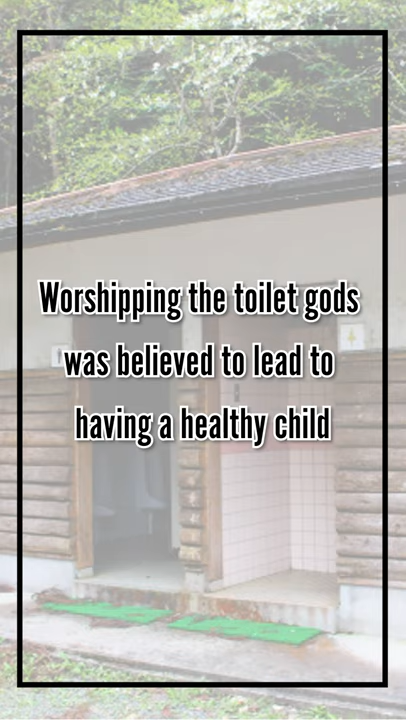 Worshipping the toilet gods
was believed to lead to
having a healthy child